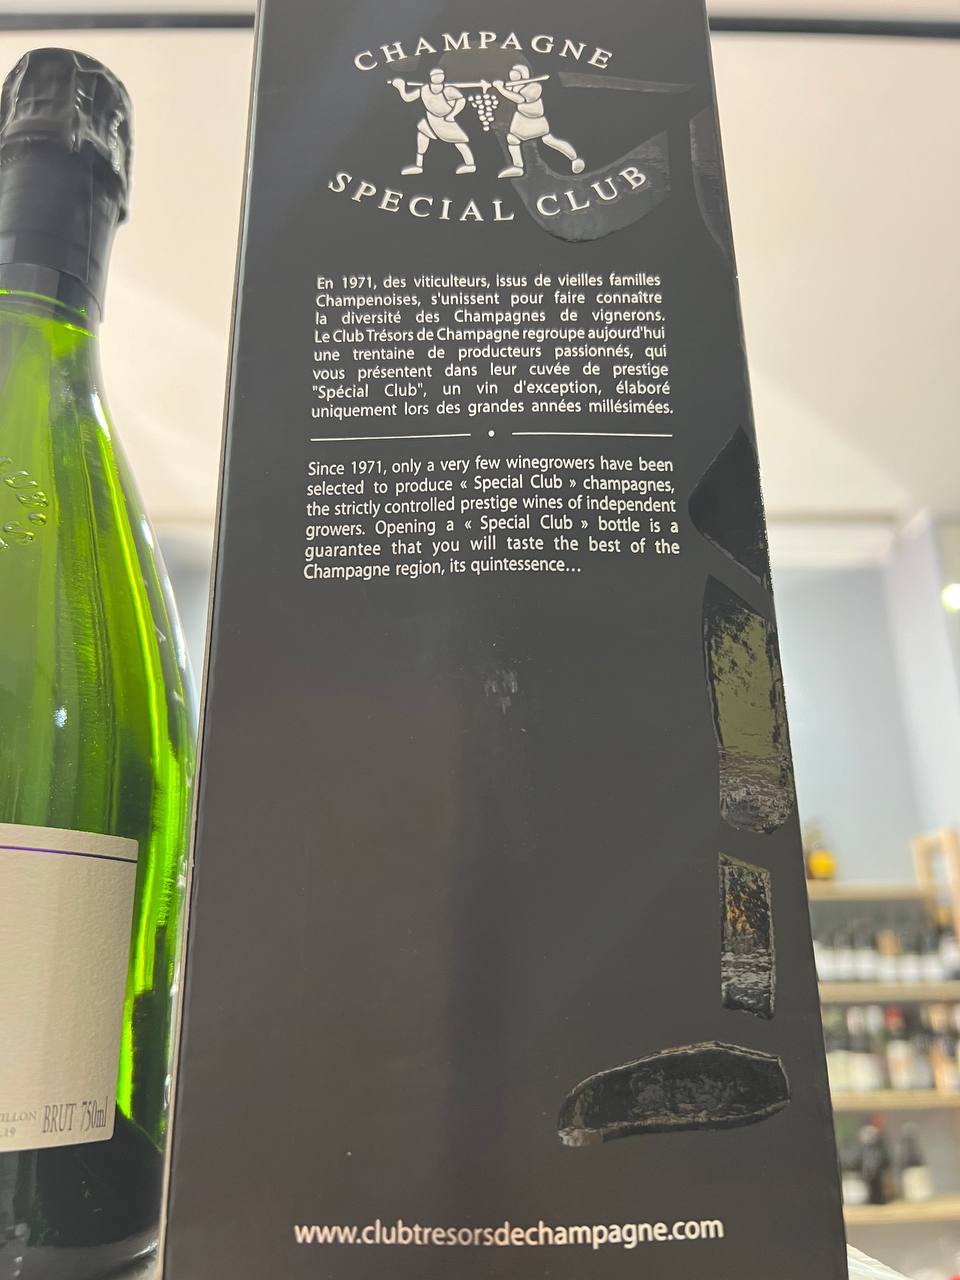 CHAMPAGNE
SPECIAL CLUB
En 1971, des viticulteurs, issus de vieilles familles
Champenoises, s'unissent pour faire connaître
la diversité des Champagnes de vignerons.
Le Club Trésors de Champagne regroupe aujourd'hui
une trentaine de producteurs passionnés, qui
vous présentent dans leur cuvée de prestige
"Spécial Club", un vin d'exception, élaboré
uniquement lors des grandes années millésimées.
Since 1971, only a very few winegrowers have been
selected to produce « Special Club » champagnes,
the strictly controlled prestige wines of independent
growers. Opening a « Special Club » bottle is a
guarantee that you will taste the best of the
Champagne region, its quintessence...
www.clubtresorsdechampagne.com
BRUT 750ml